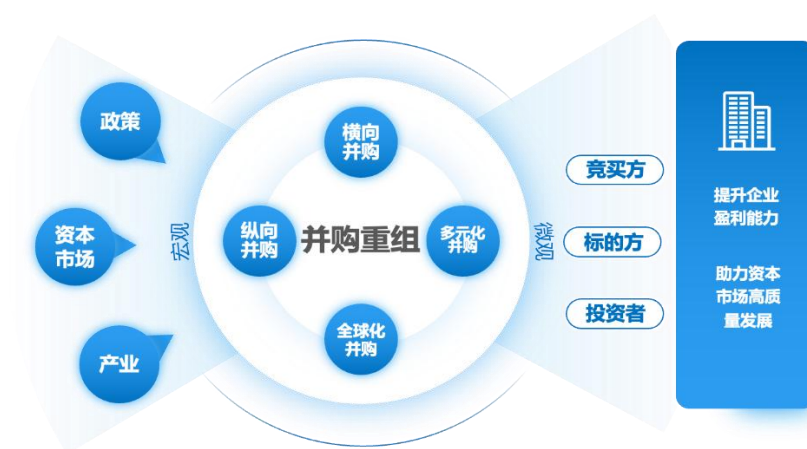 政策
资本
市场
产业
宏观
横向
并购
纵向
并购
并购重组
多元化
并购
全球化
并购
微观
竞买方
标的方
投资者
提升企业
盈利能力
助力资本
市场高质
量发展